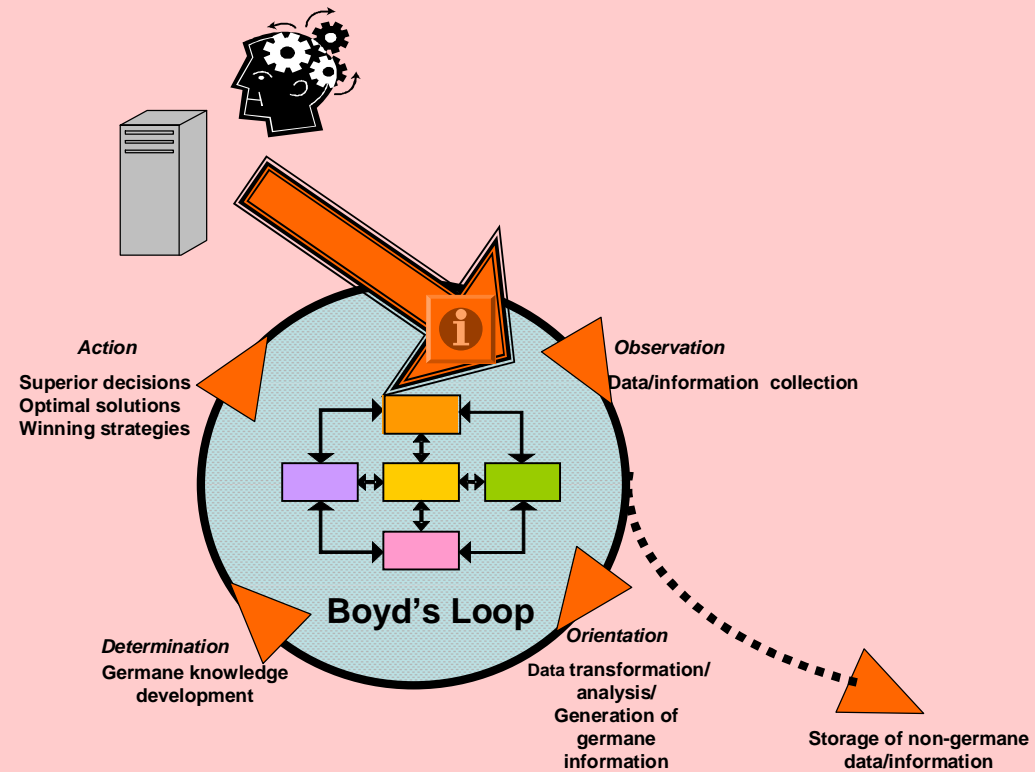 Action
Superior decisions
Optimal solutions
Winning strategies
Observation
Data/information collection
Boyd's Loop
Determination
Germane knowledge
development
Orientation
Data transformation/
analysis/
Generation of
germane
information
Storage of non-germane
data/information
i